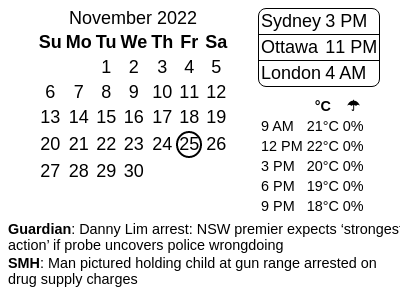 November 2022
Su Mo Tu We Th Fr Sa
1 2 3 4 5
6 7 8 9 10 11 12
13 14 15 16 17 18 19
20 21 22 23 24 25 26
27 28 29 30
Sydney 3 PM
Ottawa 11 PM
London 4 AM
°C ☂
9 AM 21°C 0%
12 PM 22°C 0%
3 PM 20°C 0%
6 PM 19°C 0%
9 PM 18°C 0%
Guardian: Danny Lim arrest: NSW premier expects ‘strongest
action’ if probe uncovers police wrongdoing
SMH: Man pictured holding child at gun range arrested on
drug supply charges